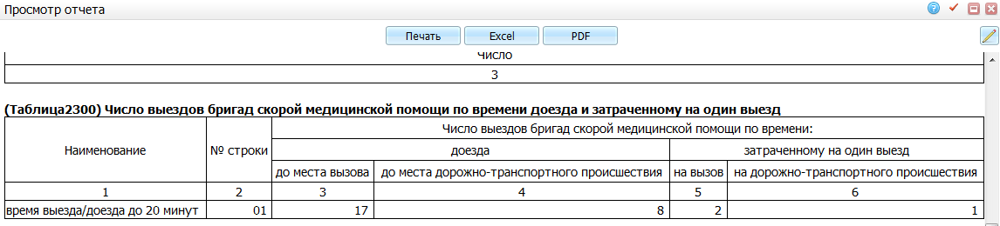 Просмотр отчета
Печать Excel PDF
Число
3
(Таблица2300) Число выездов бригад скорой медицинской помощи по времени доезда и затраченному на один выезд
Наименование № строки Число выездов бригад скорой медицинской помощи по времени:
доезда затраченному на один выезд
до места вызова до места дорожно-транспортного происшествия на вызов на дорожно-транспортного происшествия
1 2 3 4 5 6
время выезда/доезда до 20 минут 01 17 8 2 1